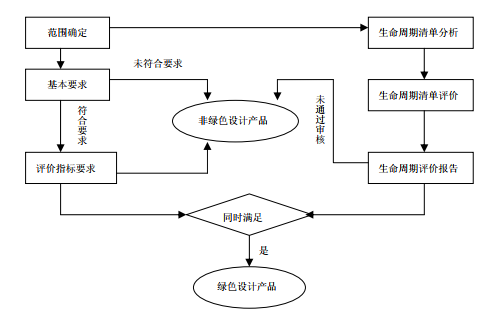 范围确定
生命周期清单分析
未符合要求
基本要求
生命周期清单评价
符合要求
非绿色设计产品
未通过审核
评价指标要求
生命周期评价报告
同时满足
是
绿色设计产品